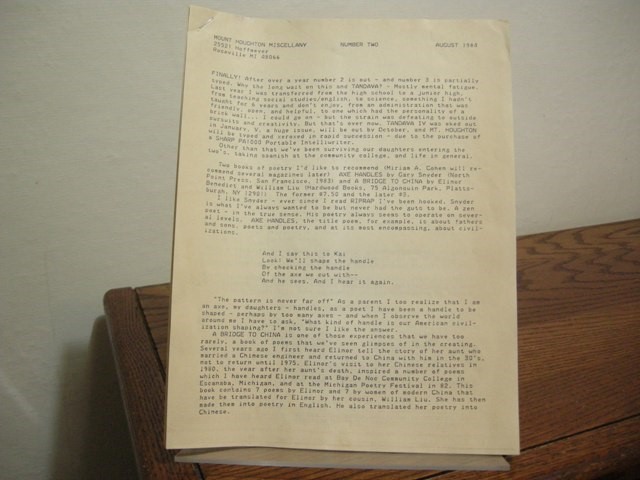 MOUNT HOUGHTON MISCELLANY NUMBER TWO AUGUST 1984
25921 Hoffmeyer
Roseville MI 48066
FINALLY! After over a year number 2 is out - and number 3 is partially
typed. Why the long wait on this and TANDAVA? - Mostly mental fatigue.
Last year I was transferred from the high school to a junior high,
from teaching social studies/english, to science, something I hadn't
taught for 6 years and don't enjoy, from an administration that was
friendly, and helpful, to one which had the personality of a
brick wall... I could go on - but the strain was defeating to outside
pursuits and creativity. But that's over now. TANDAVA IV was eked out
in January, V, a huge issue, will be out by October, and MT. HOUGHTON
will be typed and xeroxed in rapid succession - due to the purchase of
a SHARP PA1000 Portable Intelliwriter.
Other than that we've been surviving our daughters entering the
two's, taking spanish at the community college, and life in general.
Two books of poetry I'd like to recommend (Miriam A. Cohen will re-
commend several magazines later) AXE HANDLES by Gary Snyder (North
Point Press, San Francisco, 1983) and A BRIDGE TO CHINA by Elinor
Benedict and William Liu (Hardwood Books, 75 Algonquin Park, Platts-
burgh, NY 12901). The former $7.50 and the later $3.
I like Snyder - ever since I read RIPRAP I've been hooked. Snyder
is what I've always wanted to be but never had the guts to be. A zen
poet - in the true sense. His poetry always seems to operate on sever-
al levels. AXE HANDLES, the title poem, for example, is about fathers
and sons, poets and poetry, and at its most encompassing, about civil-
izations.
And I say this to Kai
Look: We'll shape the handle
By checking the handle
Of the axe we cut with--
And he sees. And I hear it again.
"The pattern is never far off" As a parent I too realize that I am
an axe, my daughters - handles, as a poet I have been a handle to be
shaped - perhaps by too many axes - and when I observe the world
around me I have to ask, "What kind of handle is our American civil-
ization shaping?" I'm not sure I like the answer.
A BRIDGE TO CHINA is one of those experiences that we have too
rarely, a book of poems that we've seen glimpses of in the creating.
Several years ago I first heard Elinor tell the story of her aunt who
married a Chinese engineer and returned to China with him in the 30's,
not to return until 1975. Elinor's visit to her Chinese relatives in
1980, the year after her aunt's death, inspired a number of poems
which I have heard Elinor read at Bay De Noc Community College in
Escanaba, Michigan, and at the Michigan Poetry Festival in 82. This
book contains 7 poems by Elinor and 7 by women of modern China that
have be translated for Elinor by her cousin, William Liu. She has then
made them into poetry in English. He also translated her poetry into
Chinese.